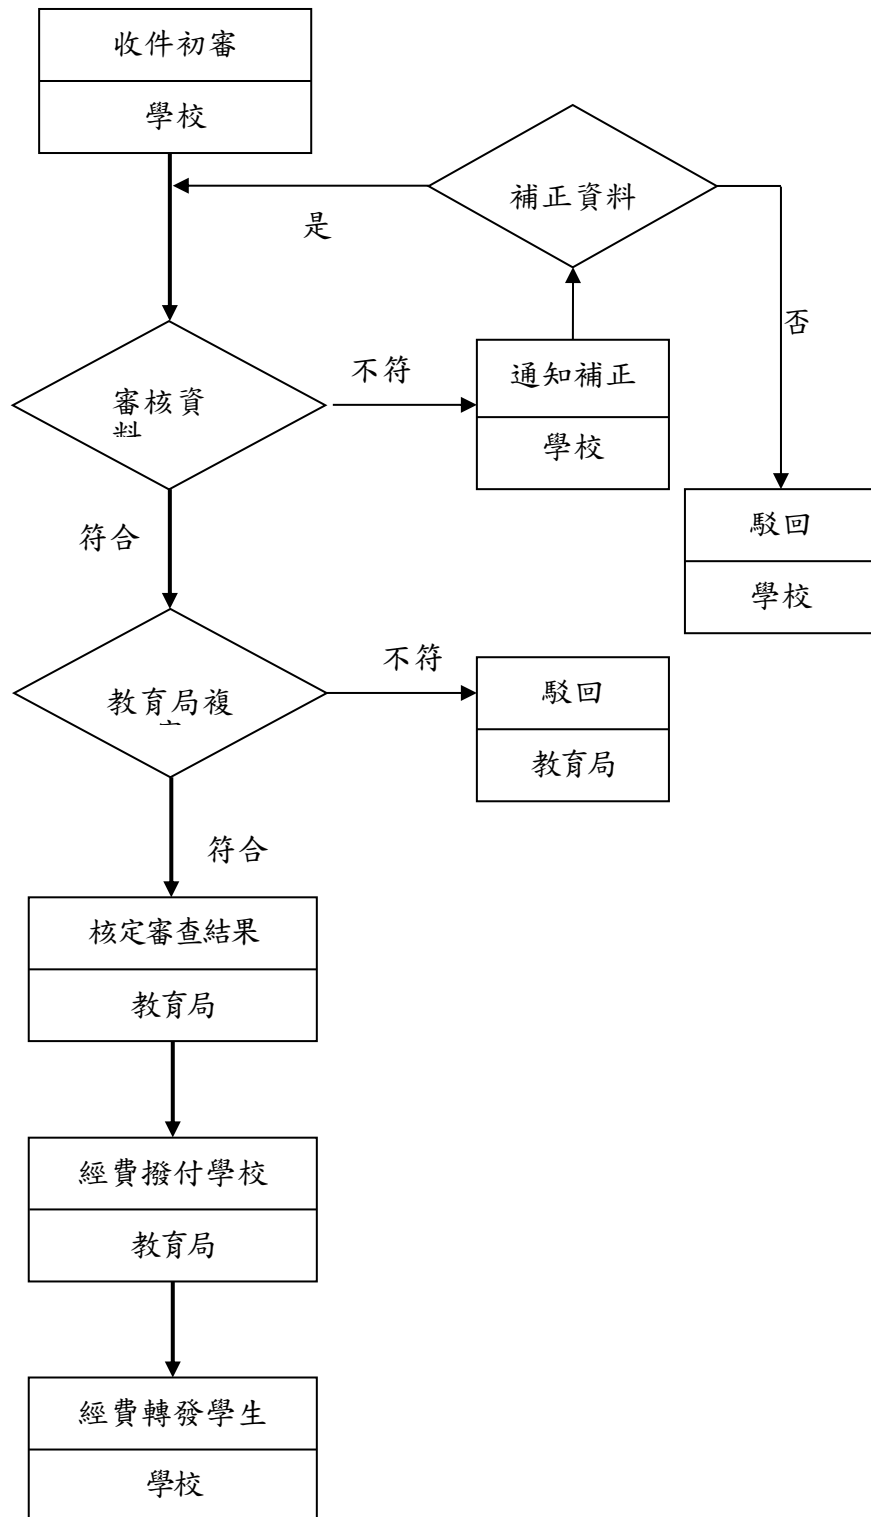 收件初審
學校
補正資料
是
否
審核資
料
不符
通知補正
學校
符合
駁回
學校
教育局複
不符
駁回
教育局
符合
核定審查結果
教育局
經費撥付學校
教育局
經費轉發學生
學校